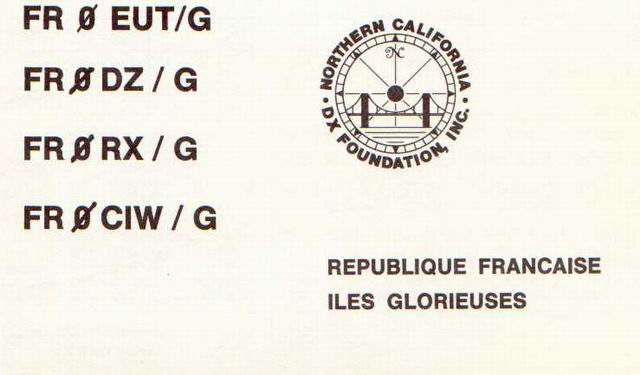 FR Ø EUT/G
FR Ø DZ / G
FR Ø RX / G
FR Ø CIW / G
NORTHERN CALIFORNIA
• DX FOUNDATION, INC. •
N
REPUBLIQUE FRANCAISE
ILES GLORIEUSES